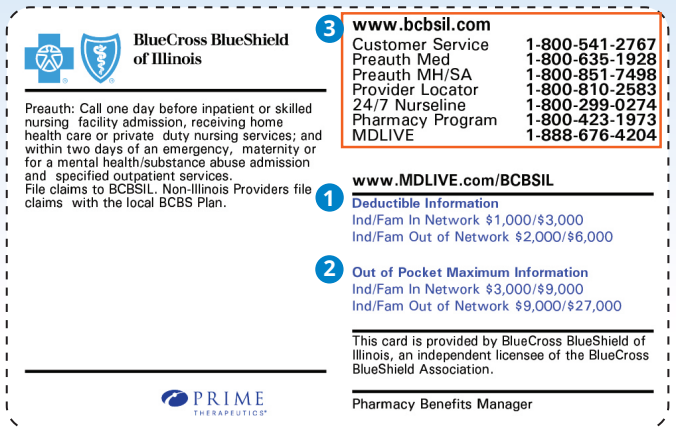 BlueCross BlueShield
of Illinois
Preauth: Call one day before inpatient or skilled
nursing facility admission, receiving home
health care or private duty nursing services; and
within two days of an emergency, maternity or
for a mental health/substance abuse admission
and specified outpatient services.
File claims to BCBSIL. Non-Illinois Providers file
claims with the local BCBS Plan.
PRIME
THERAPEUTICS®
3
www.bcbsil.com
Customer Service 1-800-541-2767
Preauth Med 1-800-635-1928
Preauth MH/SA 1-800-851-7498
Provider Locator 1-800-810-2583
24/7 Nurseline 1-800-299-0274
Pharmacy Program 1-800-423-1973
MDLIVE 1-888-676-4204
www.MDLIVE.com/BCBSIL
1
Deductible Information
Ind/Fam In Network $1,000/$3,000
Ind/Fam Out of Network $2,000/$6,000
2
Out of Pocket Maximum Information
Ind/Fam In Network $3,000/$9,000
Ind/Fam Out of Network $9,000/$27,000
This card is provided by BlueCross BlueShield of
Illinois, an independent licensee of the BlueCross
BlueShield Association.
Pharmacy Benefits Manager